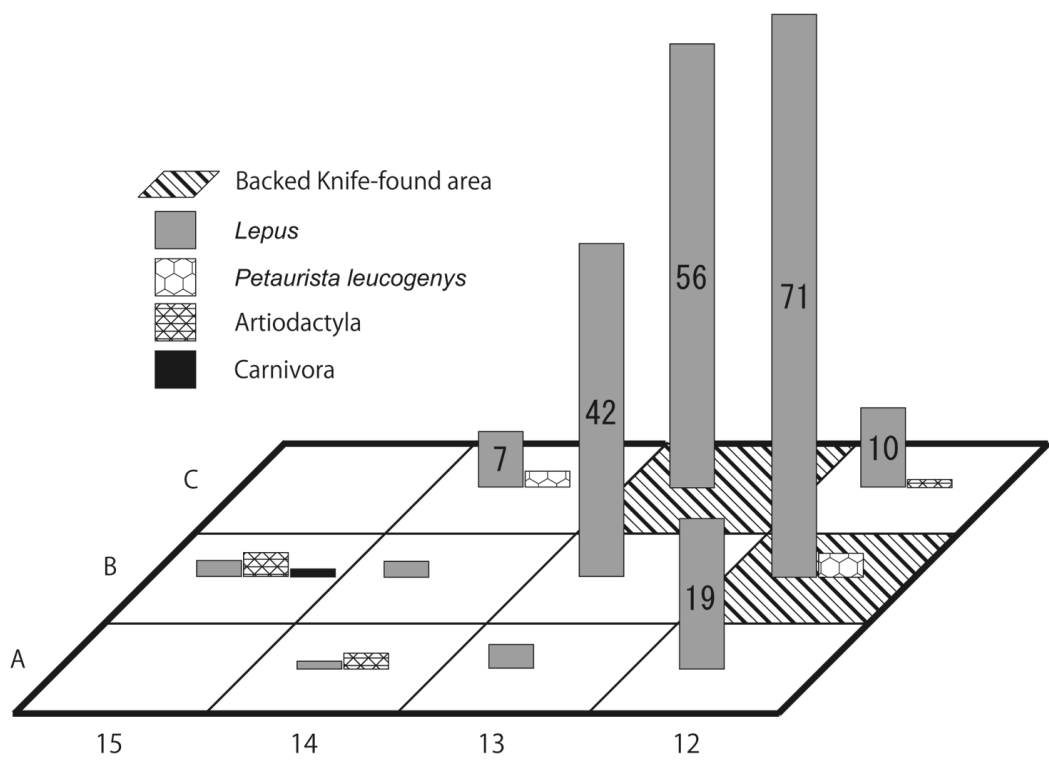 Backed Knife-found area
Lepus
Petaurista leucogenys
Artiodactyla
Carnivora
71
56
42
7
10
19
C
B
A
15
14
13
12